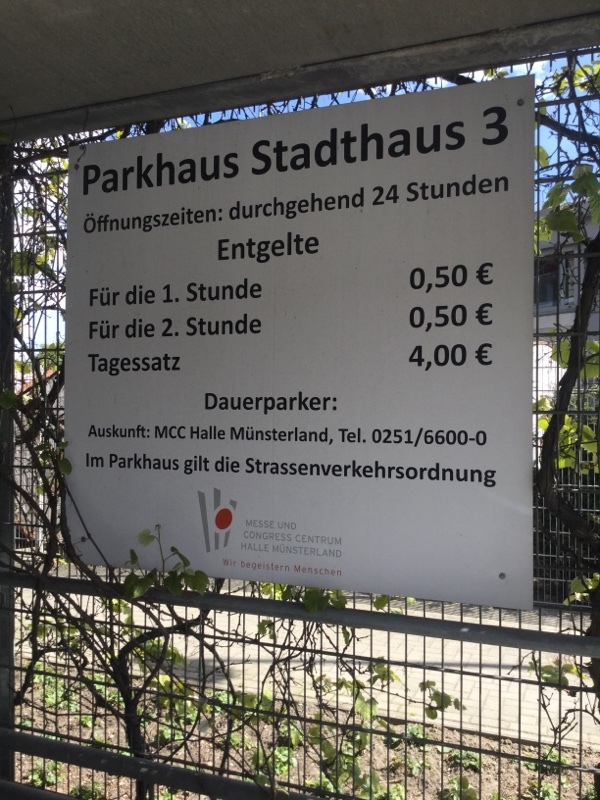 Parkhaus Stadthaus 3
Öffnungszeiten: durchgehend 24 Stunden
Entgelte
Für die 1. Stunde 0,50 €
Für die 2. Stunde 0,50 €
Tagessatz 4,00 €
Dauerparker:
Auskunft: MCC Halle Münsterland, Tel. 0251/6600-0
Im Parkhaus gilt die Strassenverkehrsordnung
MESSE UND
CONGRESS CENTRUM
HALLE MÜNSTERLAND
Wir begeistern Menschen